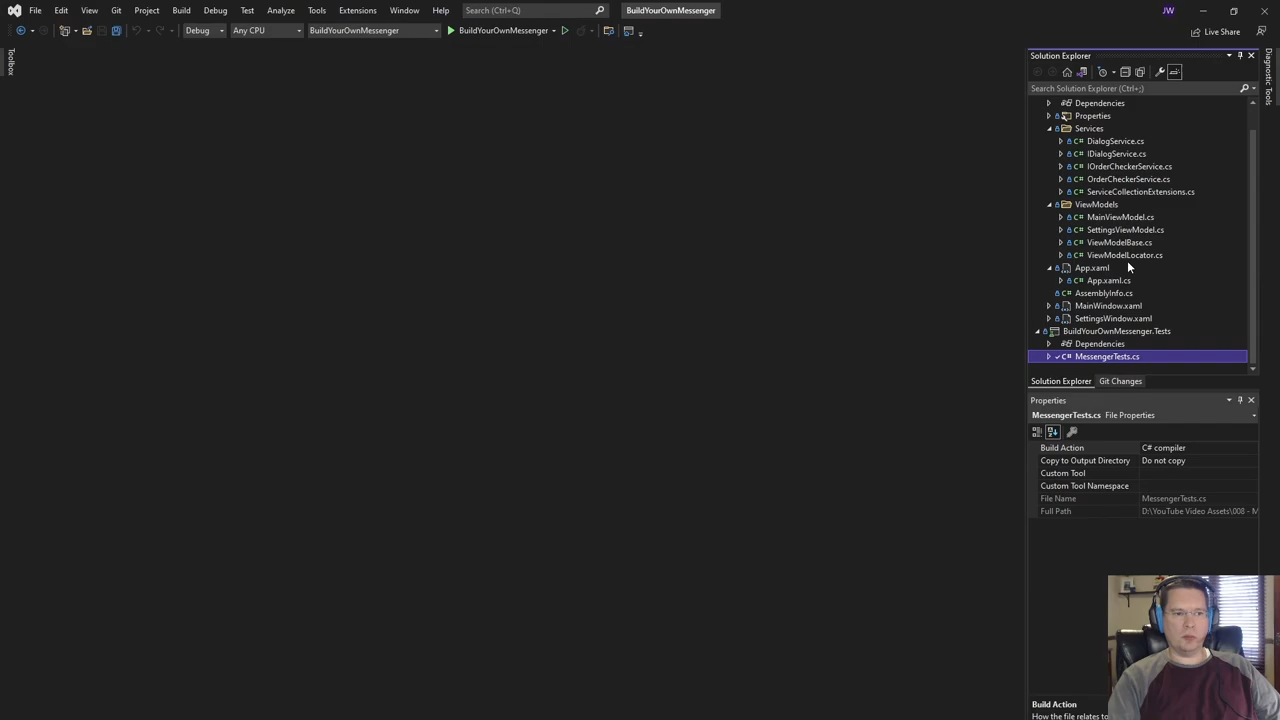 File Edit View Git Project Build Debug Test Analyze Tools Extensions Window Help Search (Ctrl+Q) BuildYourOwnMessenger JW
Debug Any CPU BuildYourOwnMessenger BuildYourOwnMessenger Live Share
Toolbox
Diagnostic Tools
Solution Explorer
Search Solution Explorer (Ctrl+;)
Dependencies
Properties
Services
C# DialogService.cs
C# IDialogService.cs
C# IOrderCheckerService.cs
C# OrderCheckerService.cs
C# ServiceCollectionExtensions.cs
ViewModels
C# MainViewModel.cs
C# SettingsViewModel.cs
C# ViewModelBase.cs
C# ViewModelLocator.cs
App.xaml
C# App.xaml.cs
C# AssemblyInfo.cs
MainWindow.xaml
SettingsWindow.xaml
BuildYourOwnMessenger.Tests
Dependencies
C# MessengerTests.cs
Solution Explorer Git Changes
Properties
MessengerTests.cs File Properties
Build Action C# compiler
Copy to Output Directory Do not copy
Custom Tool
Custom Tool Namespace
File Name MessengerTests.cs
Full Path D:\YouTube Video Assets\008 - M
Build Action
How the file relates to